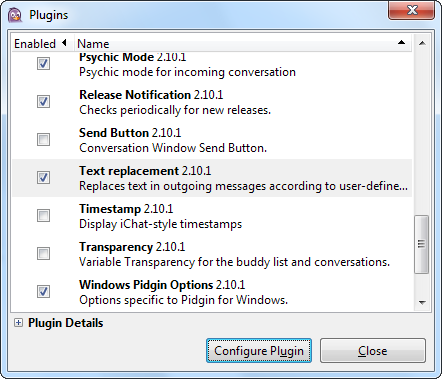 Plugins
Enabled Name
Psychic Mode 2.10.1
Psychic mode for incoming conversation
Release Notification 2.10.1
Checks periodically for new releases.
Send Button 2.10.1
Conversation Window Send Button.
Text replacement 2.10.1
Replaces text in outgoing messages according to user-define...
Timestamp 2.10.1
Display iChat-style timestamps
Transparency 2.10.1
Variable Transparency for the buddy list and conversations.
Windows Pidgin Options 2.10.1
Options specific to Pidgin for Windows.
Plugin Details
Configure Plugin Close